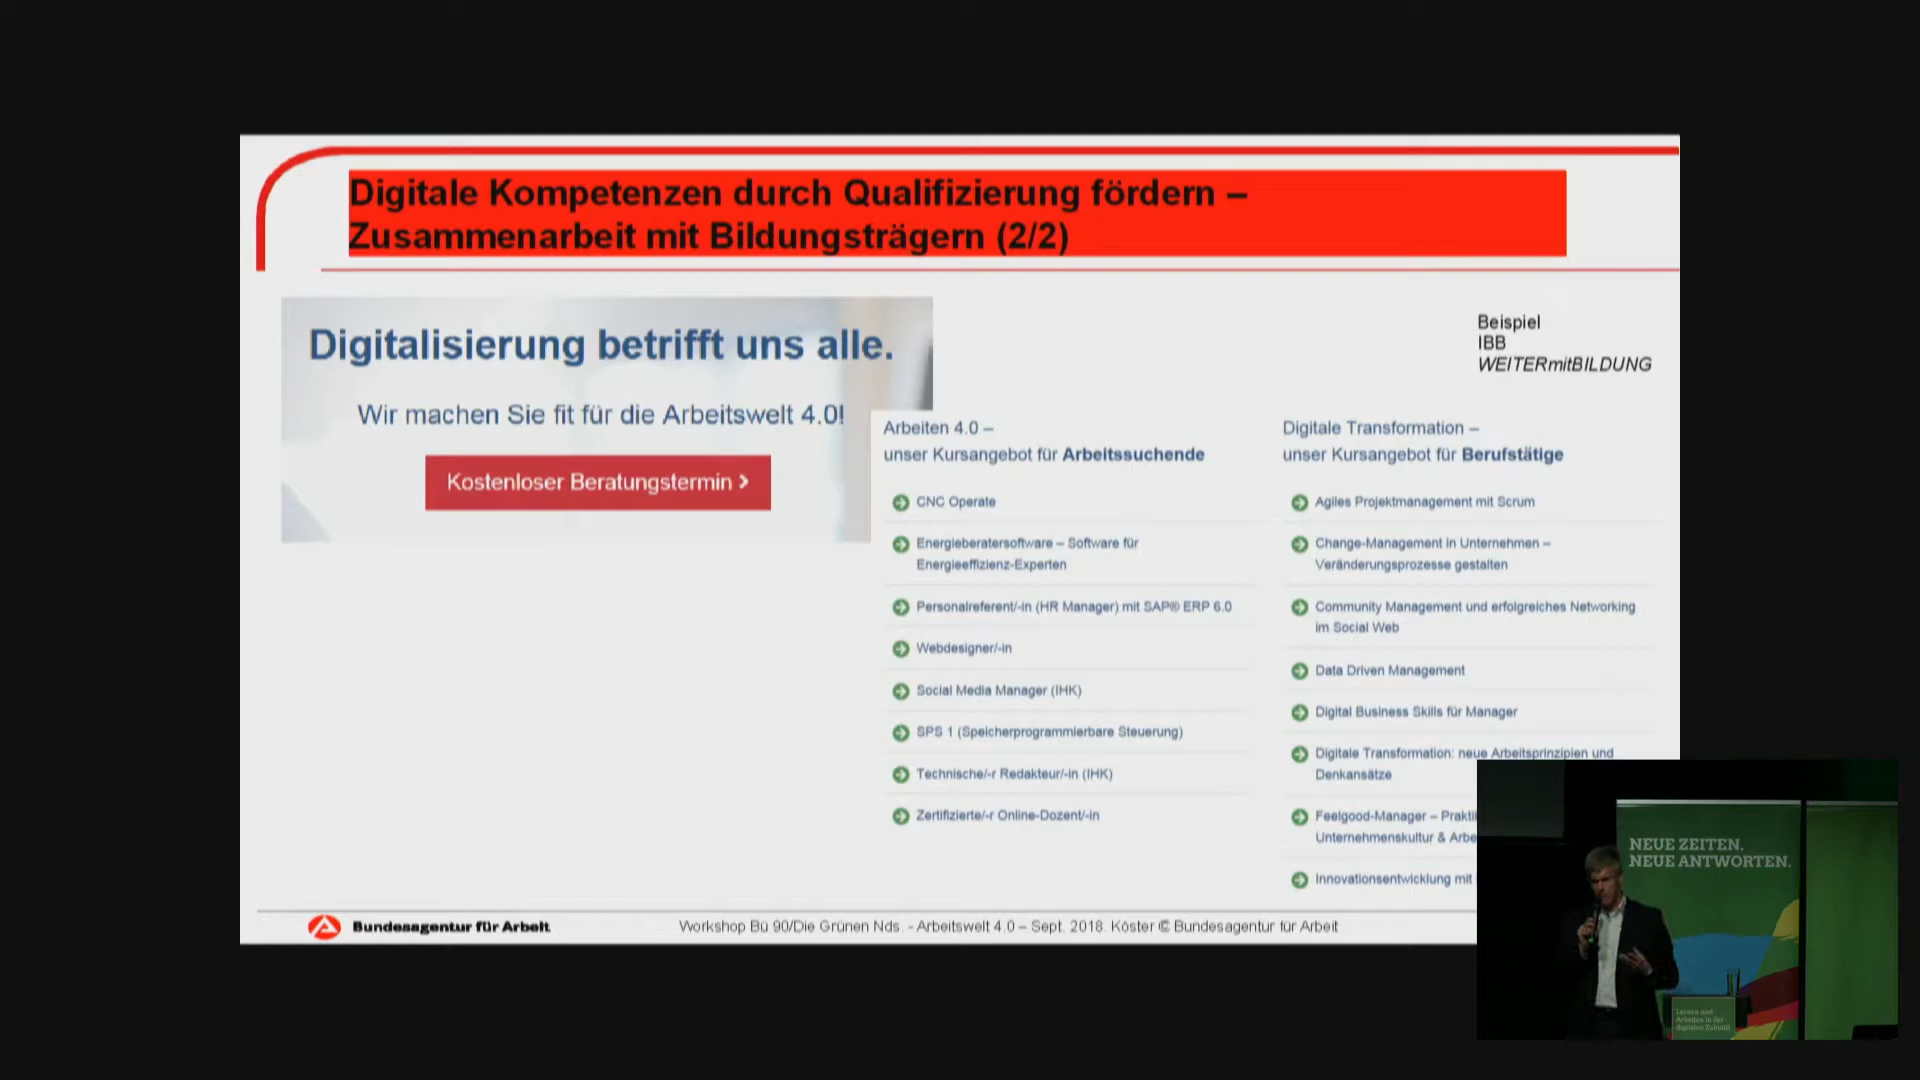 Digitale Kompetenzen durch Qualifizierung fördern –
Zusammenarbeit mit Bildungsträgern (2/2)
Digitalisierung betrifft uns alle.
Wir machen Sie fit für die Arbeitswelt 4.0!
Kostenloser Beratungstermin >
Beispiel
IBB
WEITERmitBILDUNG
Arbeiten 4.0 –
unser Kursangebot für Arbeitssuchende
CNC Operate
Energieberatersoftware – Software für
Energieeffizienz-Experten
Personalreferent/-in (HR Manager) mit SAP® ERP 6.0
Webdesigner/-in
Social Media Manager (IHK)
SPS 1 (Speicherprogrammierbare Steuerung)
Technische/-r Redakteur/-in (IHK)
Zertifizierte/-r Online-Dozent/-in
Digitale Transformation –
unser Kursangebot für Berufstätige
Agiles Projektmanagement mit Scrum
Change-Management in Unternehmen –
Veränderungsprozesse gestalten
Community Management und erfolgreiches Networking
im Social Web
Data Driven Management
Digital Business Skills für Manager
Digitale Transformation: neue Arbeitsprinzipien und
Denkansätze
Feelgood-Manager – Prakti
Unternehmenskultur & Arbe
Innovationsentwicklung mit
Bundesagentur für Arbeit
Workshop Bü 90/Die Grünen Nds. - Arbeitswelt 4.0 – Sept. 2018. Köster © Bundesagentur für Arbeit
NEUE ZEITEN.
NEUE ANTWORTEN.
Lernen und
Arbeiten in der
digitalen Zukunft